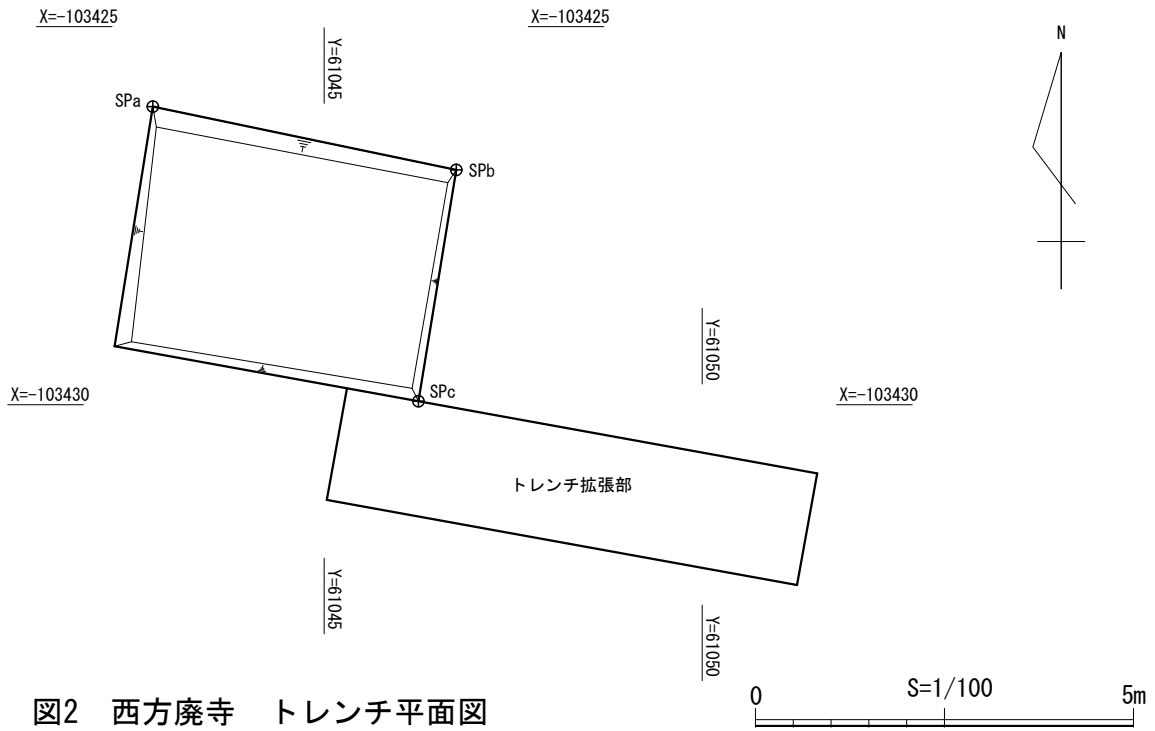 X=-103425
X=-103425
N
Y=61045
SPa
SPb
Y=61050
X=-103430
SPc
X=-103430
トレンチ拡張部
Y=61045
Y=61050
図2　西方廃寺　トレンチ平面図
0
S=1/100
5m